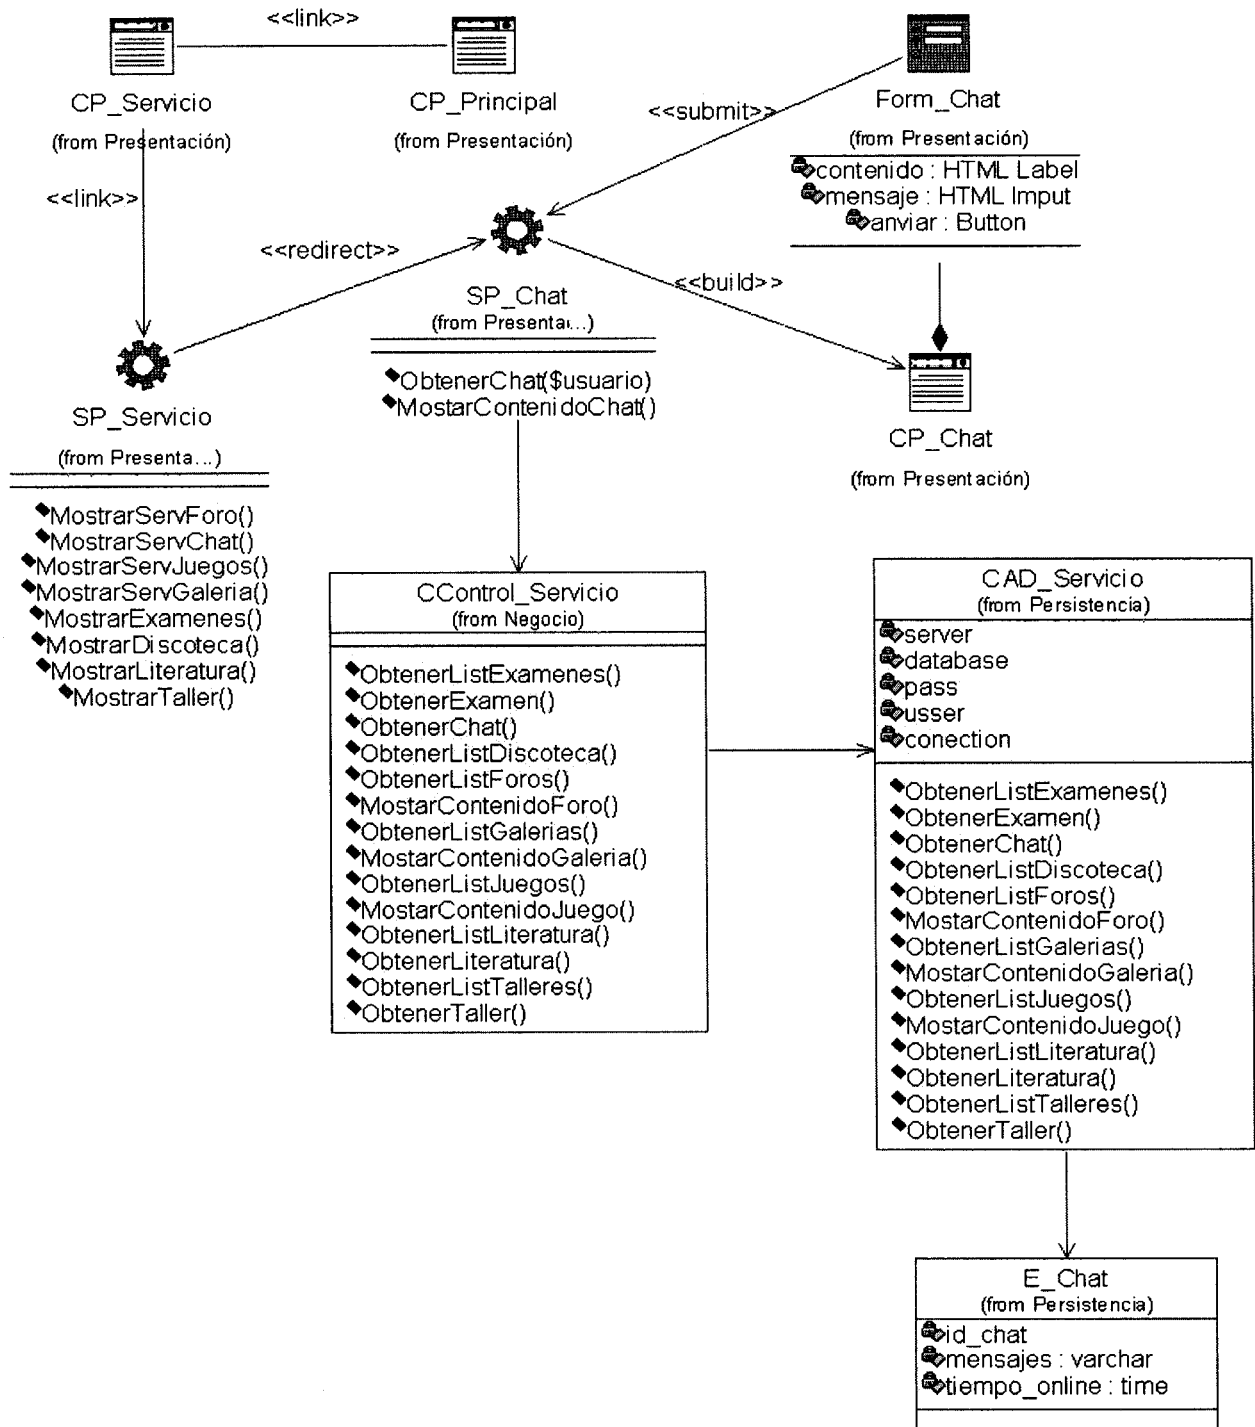 <<link>>
CP_Servicio
(from Presentación)
CP_Principal
(from Presentación)
Form_Chat
(from Presentación)
contenido : HTML Label
mensaje : HTML Imput
anviar : Button
<<submit>>
<<link>>
<<redirect>>
<<build>>
SP_Chat
(from Presenta...)
ObtenerChat($usuario)
MostarContenidoChat()
CP_Chat
(from Presentación)
SP_Servicio
(from Presenta...)
MostrarServForo()
MostrarServChat()
MostrarServJuegos()
MostrarServGaleria()
MostrarExamenes()
MostrarDiscoteca()
MostrarLiteratura()
MostrarTaller()
CControl_Servicio
(from Negocio)
ObtenerListExamenes()
ObtenerExamen()
ObtenerChat()
ObtenerListDiscoteca()
ObtenerListForos()
MostarContenidoForo()
ObtenerListGalerias()
MostarContenidoGaleria()
ObtenerListJuegos()
MostarContenidoJuego()
ObtenerListLiteratura()
ObtenerLiteratura()
ObtenerListTalleres()
ObtenerTaller()
CAD_Servicio
(from Persistencia)
server
database
pass
usser
conection
ObtenerListExamenes()
ObtenerExamen()
ObtenerChat()
ObtenerListDiscoteca()
ObtenerListForos()
MostarContenidoForo()
ObtenerListGalerias()
MostarContenidoGaleria()
ObtenerListJuegos()
MostarContenidoJuego()
ObtenerListLiteratura()
ObtenerLiteratura()
ObtenerListTalleres()
ObtenerTaller()
E_Chat
(from Persistencia)
id_chat
mensajes : varchar
tiempo_online : time